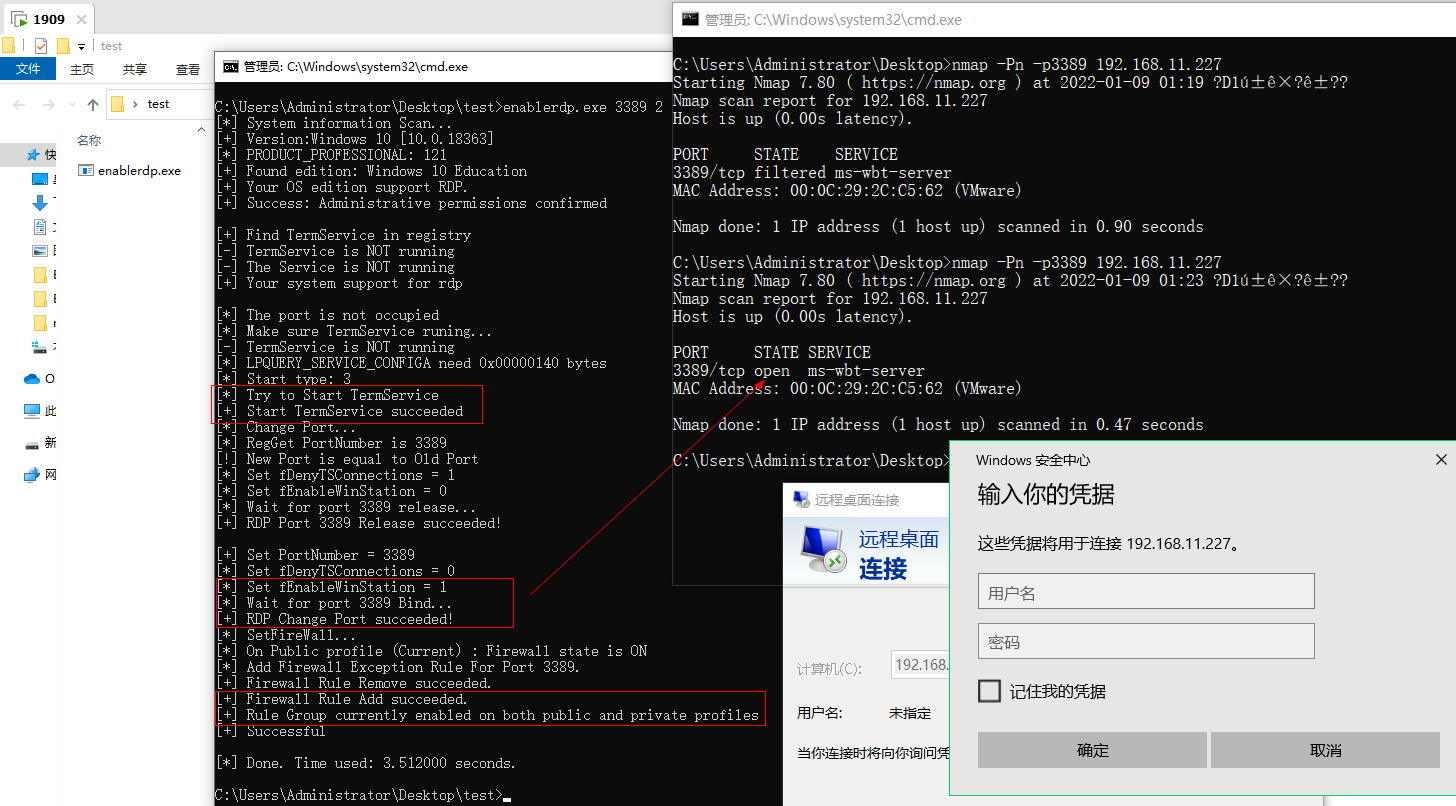 1909
test
文件
主页
共享
查看
test
名称
enablerdp.exe
快
O
此
新
网
管理员: C:\Windows\system32\cmd.exe
C:\Users\Administrator\Desktop\test>enablerdp.exe 3389 2
[*] System information Scan...
[+] Version:Windows 10 [10.0.18363]
[*] PRODUCT_PROFESSIONAL: 121
[+] Found edition: Windows 10 Education
[+] Your OS edition support RDP.
[+] Success: Administrative permissions confirmed
[+] Find TermService in registry
[-] TermService is NOT running
[-] The Service is NOT running
[+] Your system support for rdp
[*] The port is not occupied
[*] Make sure TermService runing...
[-] TermService is NOT running
[*] LPQUERY_SERVICE_CONFIGA need 0x00000140 bytes
[*] Start type: 3
[*] Try to Start TermService
[+] Start TermService succeeded
[*] Change Port...
[*] RegGet PortNumber is 3389
[!] New Port is equal to Old Port
[*] Set fDenyTSConnections = 1
[*] Set fEnableWinStation = 0
[*] Wait for port 3389 release...
[+] RDP Port 3389 Release succeeded!
[+] Set PortNumber = 3389
[*] Set fDenyTSConnections = 0
[*] Set fEnableWinStation = 1
[*] Wait for port 3389 Bind...
[+] RDP Change Port succeeded!
[*] SetFireWall...
[*] On Public profile (Current) : Firewall state is ON
[*] Add Firewall Exception Rule For Port 3389.
[+] Firewall Rule Remove succeeded.
[+] Firewall Rule Add succeeded.
[+] Rule Group currently enabled on both public and private profiles
[+] Successful
[*] Done. Time used: 3.512000 seconds.
C:\Users\Administrator\Desktop\test>
管理员: C:\Windows\system32\cmd.exe
C:\Users\Administrator\Desktop>nmap -Pn -p3389 192.168.11.227
Starting Nmap 7.80 ( https://nmap.org ) at 2022-01-09 01:19 ?D1ú±ê×?ê±??
Nmap scan report for 192.168.11.227
Host is up (0.00s latency).
PORT     STATE    SERVICE
3389/tcp filtered ms-wbt-server
MAC Address: 00:0C:29:2C:C5:62 (VMware)
Nmap done: 1 IP address (1 host up) scanned in 0.90 seconds
C:\Users\Administrator\Desktop>nmap -Pn -p3389 192.168.11.227
Starting Nmap 7.80 ( https://nmap.org ) at 2022-01-09 01:23 ?D1ú±ê×?ê±??
Nmap scan report for 192.168.11.227
Host is up (0.00s latency).
PORT     STATE SERVICE
3389/tcp open  ms-wbt-server
MAC Address: 00:0C:29:2C:C5:62 (VMware)
Nmap done: 1 IP address (1 host up) scanned in 0.47 seconds
C:\Users\Administrator\Desktop>
远程桌面连接
远程桌面
连接
计算机(C):
192.168.
用户名:
未指定
当你连接时将向你询问凭
Windows 安全中心
输入你的凭据
这些凭据将用于连接 192.168.11.227。
用户名
密码
记住我的凭据
确定
取消